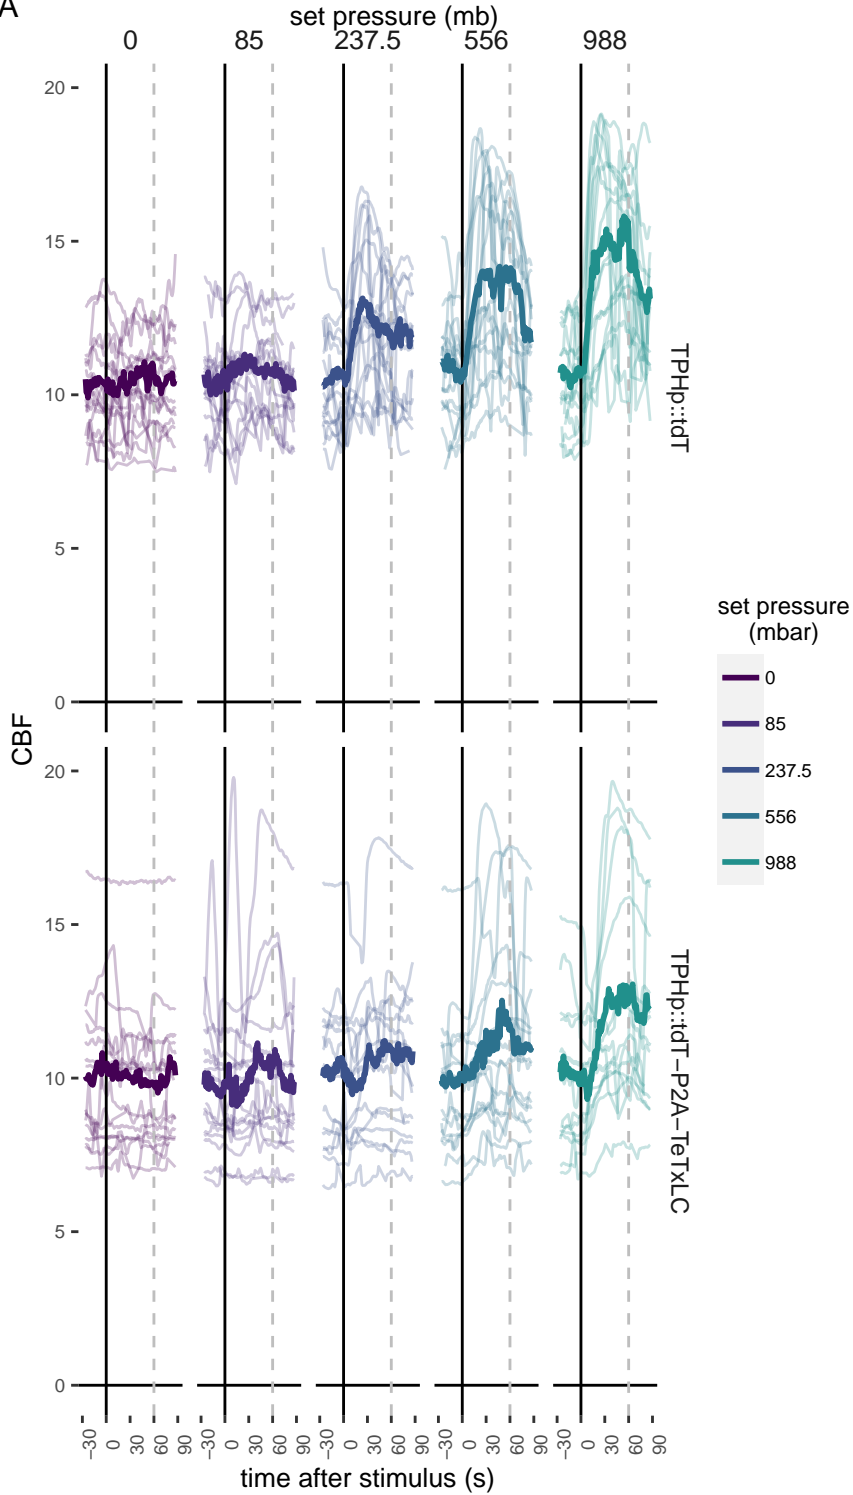 A
set pressure (mb)
0 85 237.5 556 988
20
15
10
5
0
TPHp::tdT
CBF
20
15
10
5
0
TPHp::tdT−P2A−TeTxLC
−30 0 30 60 90 −30 0 30 60 90 −30 0 30 60 90 −30 0 30 60 90 −30 0 30 60 90
time after stimulus (s)
set pressure
(mbar)
0
85
237.5
556
988